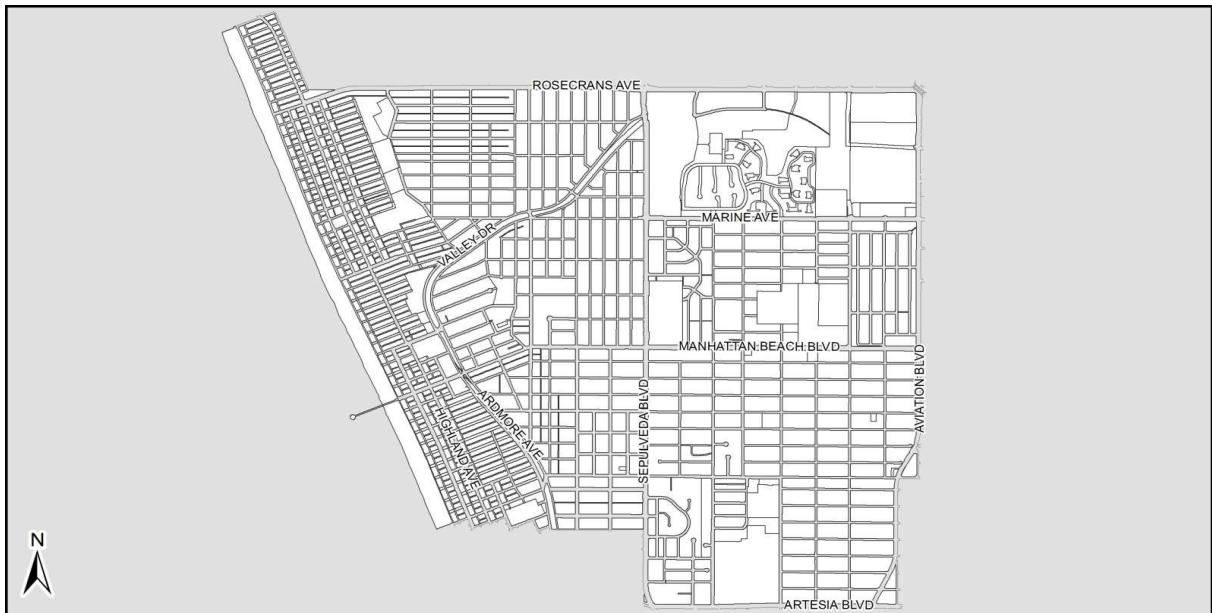 ROSECRANS AVE
MARINE AVE
VALLEY DR
MANHATTAN BEACH BLVD
AVIATION BLVD
SEPULVEDA BLVD
ARDMORE AVE
HIGHLAND AVE
N
ARTESIA BLVD